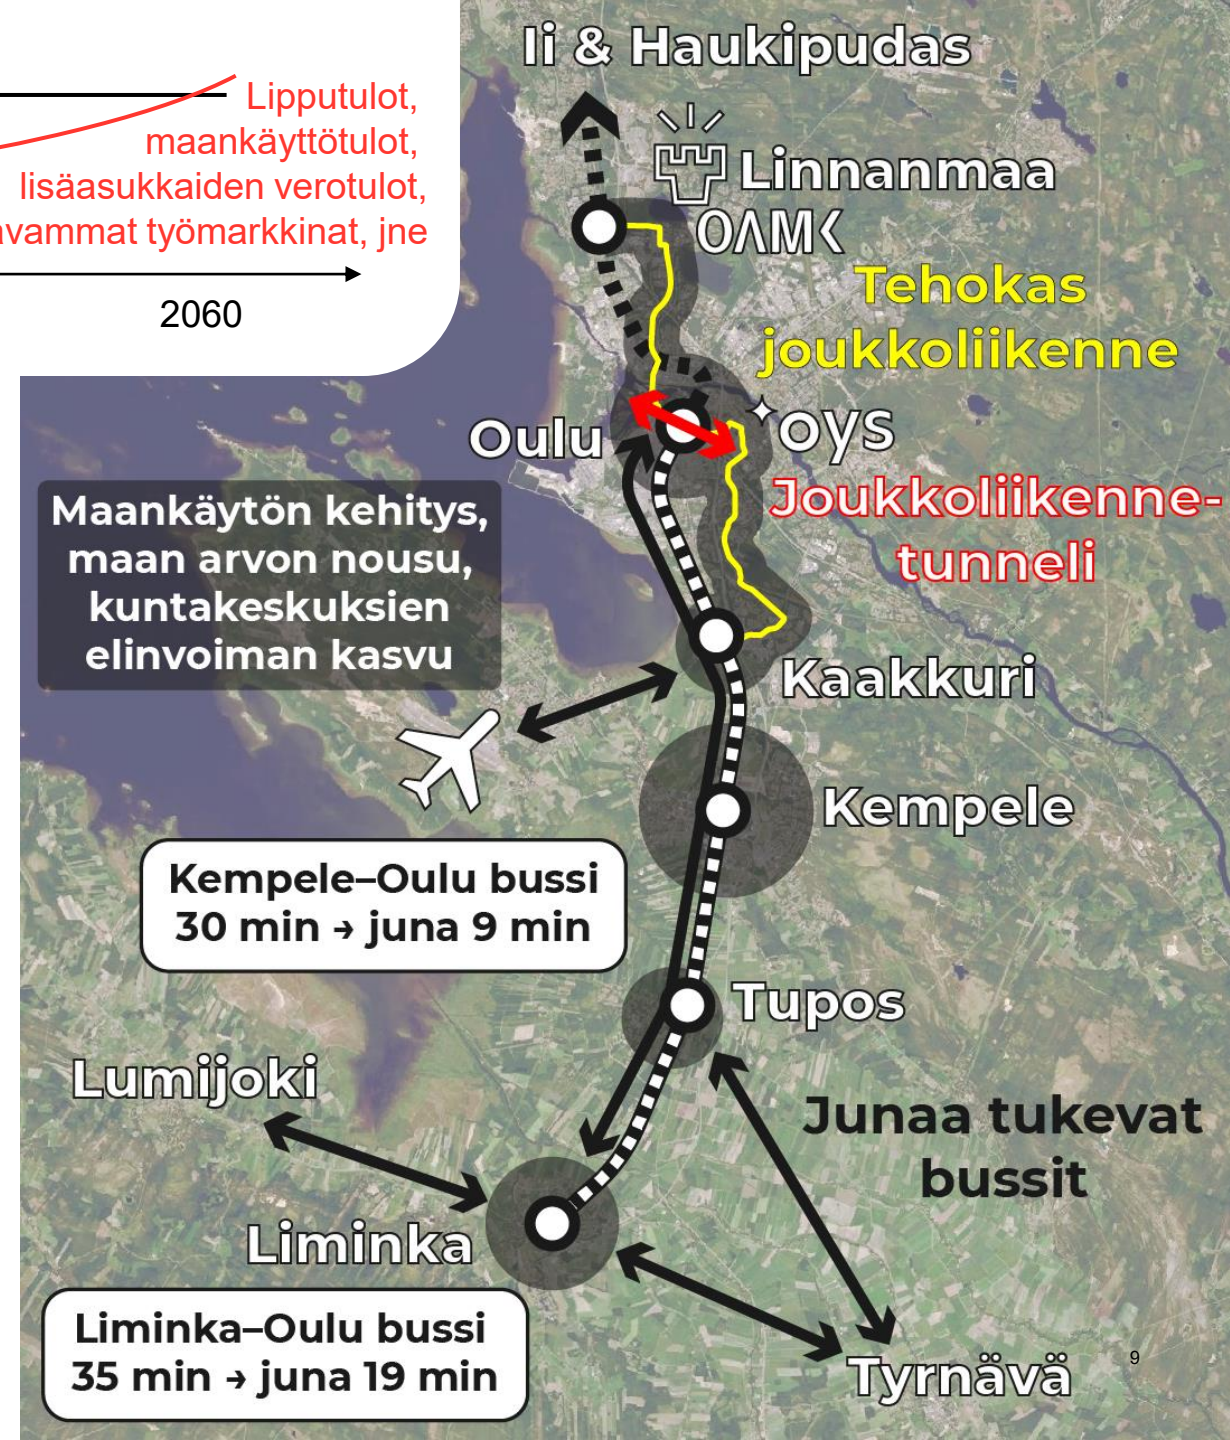 Lipputulot,
maankäyttötulot,
lisäasukkaiden verotulot,
työmarkkinat, jne
2060
Ii & Haukipudas
Linnanmaa
OAMK
Tehokas
joukkoliikenne
Oulu
OYS
Joukkoliikenne-
tunneli
Maankäytön kehitys,
maan arvon nousu,
kuntakeskuksien
elinvoiman kasvu
Kaakkuri
Kempele
Kempele–Oulu bussi
30 min → juna 9 min
Tupos
Lumijoki
Junaa tukevat
bussit
Liminka
Liminka–Oulu bussi
35 min → juna 19 min
Tyrnävä
9